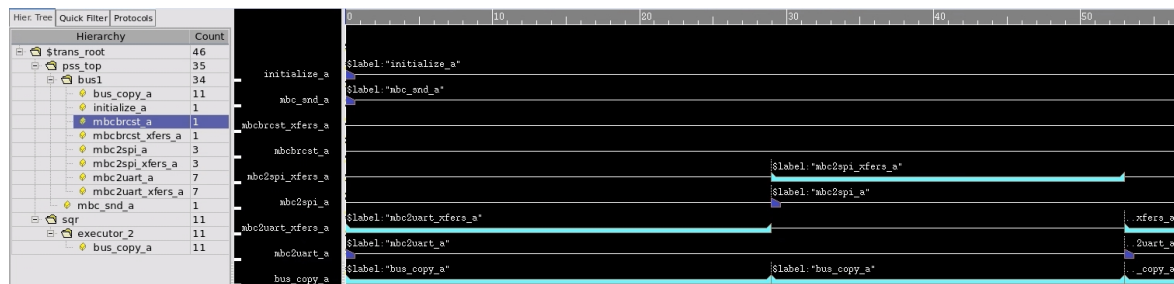 Hier. Tree Quick Filter Protocols
Hierarchy Count
$trans_root 46
pss_top 35
bus1 34
bus_copy_a 11
initialize_a 1
mbcbrcst_a 1
mbcbrcst_xfers_a 1
mbc2spi_a 3
mbc2spi_xfers_a 3
mbc2uart_a 7
mbc2uart_xfers_a 7
mbc_snd_a 1
sqr 11
executor_2 11
bus_copy_a 11
0 10 20 30 40 50
initialize_a $label:"initialize_a"
mbc_snd_a $label:"mbc_snd_a"
mbcbrcst_xfers_a
mbcbrcst_a
mbc2spi_xfers_a $label:"mbc2spi_xfers_a"
mbc2spi_a $label:"mbc2spi_a"
mbc2uart_xfers_a $label:"mbc2uart_xfers_a" ..xfers_a
mbc2uart_a $label:"mbc2uart_a" ..2uart_a
bus_copy_a $label:"bus_copy_a" $label:"bus_copy_a" .._copy_a